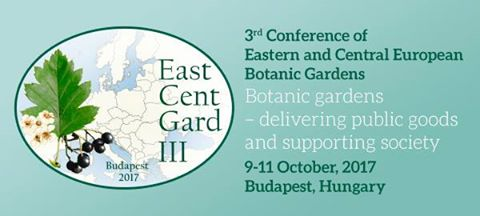 East
Cent
Gard
III
Budapest
2017
3rd Conference of
Eastern and Central European
Botanic Gardens
Botanic gardens
– delivering public goods
and supporting society
9-11 October, 2017
Budapest, Hungary